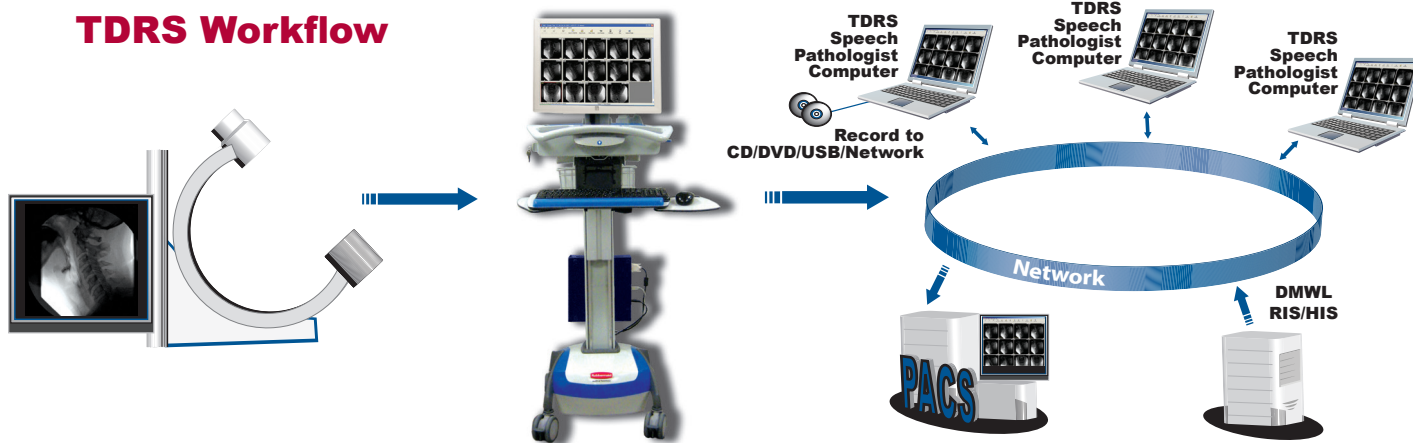 TDRS Workflow
TDRS
Speech
Pathologist
Computer
TDRS
Speech
Pathologist
Computer
TDRS
Speech
Pathologist
Computer
Record to
CD/DVD/USB/Network
Network
DMWL
RIS/HIS
PACS
Rubbermaid